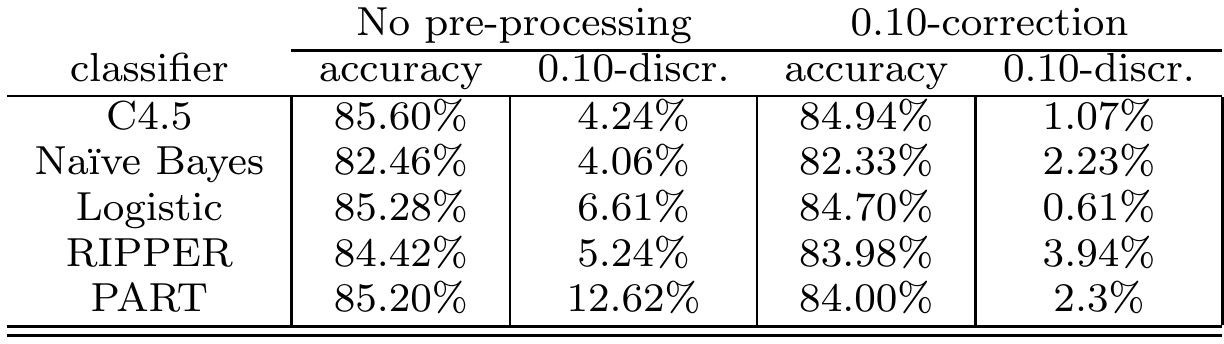 No pre-processing 0.10-correction
classifier accuracy 0.10-discr. accuracy 0.10-discr.
C4.5 85.60% 4.24% 84.94% 1.07%
Naïve Bayes 82.46% 4.06% 82.33% 2.23%
Logistic 85.28% 6.61% 84.70% 0.61%
RIPPER 84.42% 5.24% 83.98% 3.94%
PART 85.20% 12.62% 84.00% 2.3%